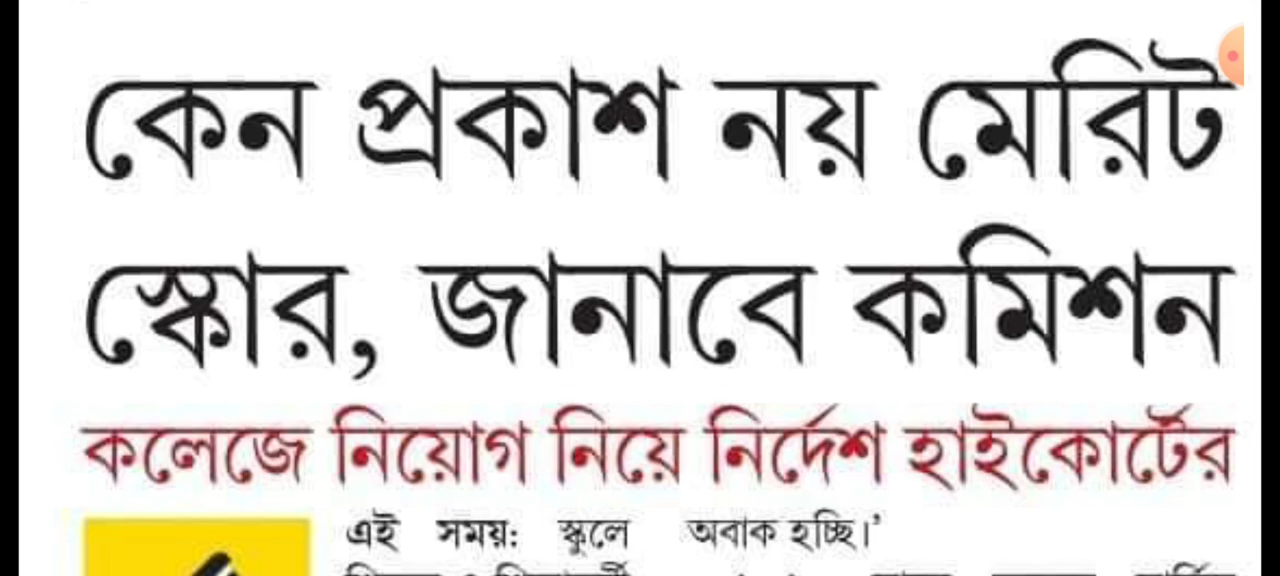 কেন প্রকাশ নয় মেরিট
স্কোর, জানাবে কমিশন
কলেজে নিয়োগ নিয়ে নির্দেশ হাইকোর্টের
এই সময়: স্কুলে
অবাক হচ্ছি।’